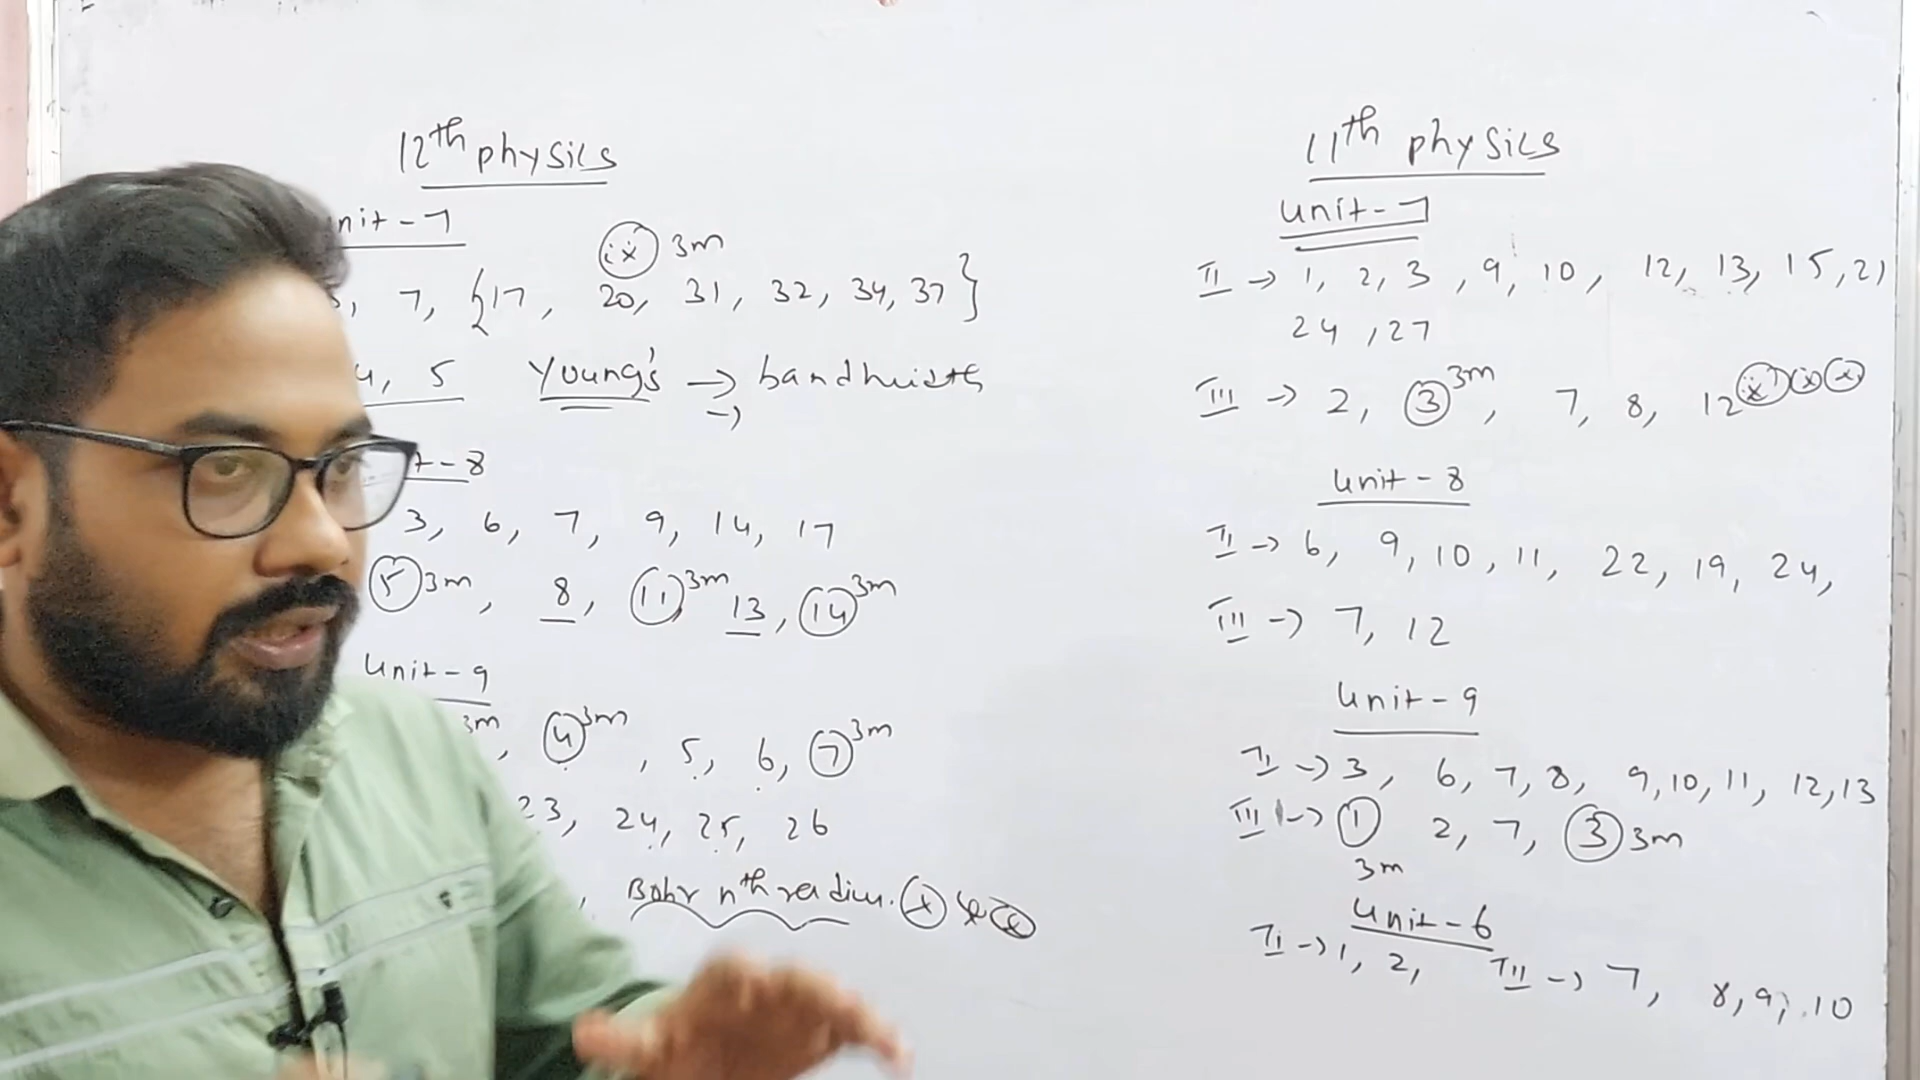 12th physics
unit-7
ix 3m
7, {17, 20, 31, 32, 34, 37}
4, 5 Young's → bandwidth
→
t-8
3, 6, 7, 9, 14, 17
5 3m, 8, 11 3m 13, 14 3m
Unit-9
3m, 4 3m, 5, 6, 7 3m
23, 24, 25, 26
Bohr nth radius.
11th physics
unit-7
II → 1, 2, 3, 9, 10, 12, 13, 15, 21
24, 27
III → 2, 3 3m, 7, 8, 12
Unit-8
II → 6, 9, 10, 11, 22, 19, 24,
III → 7, 12
Unit-9
II → 3, 6, 7, 8, 9, 10, 11, 12, 13
III → 1 2, 7, 3 3m
3m
Unit-6
II → 1, 2, III → 7, 8, 9, 10